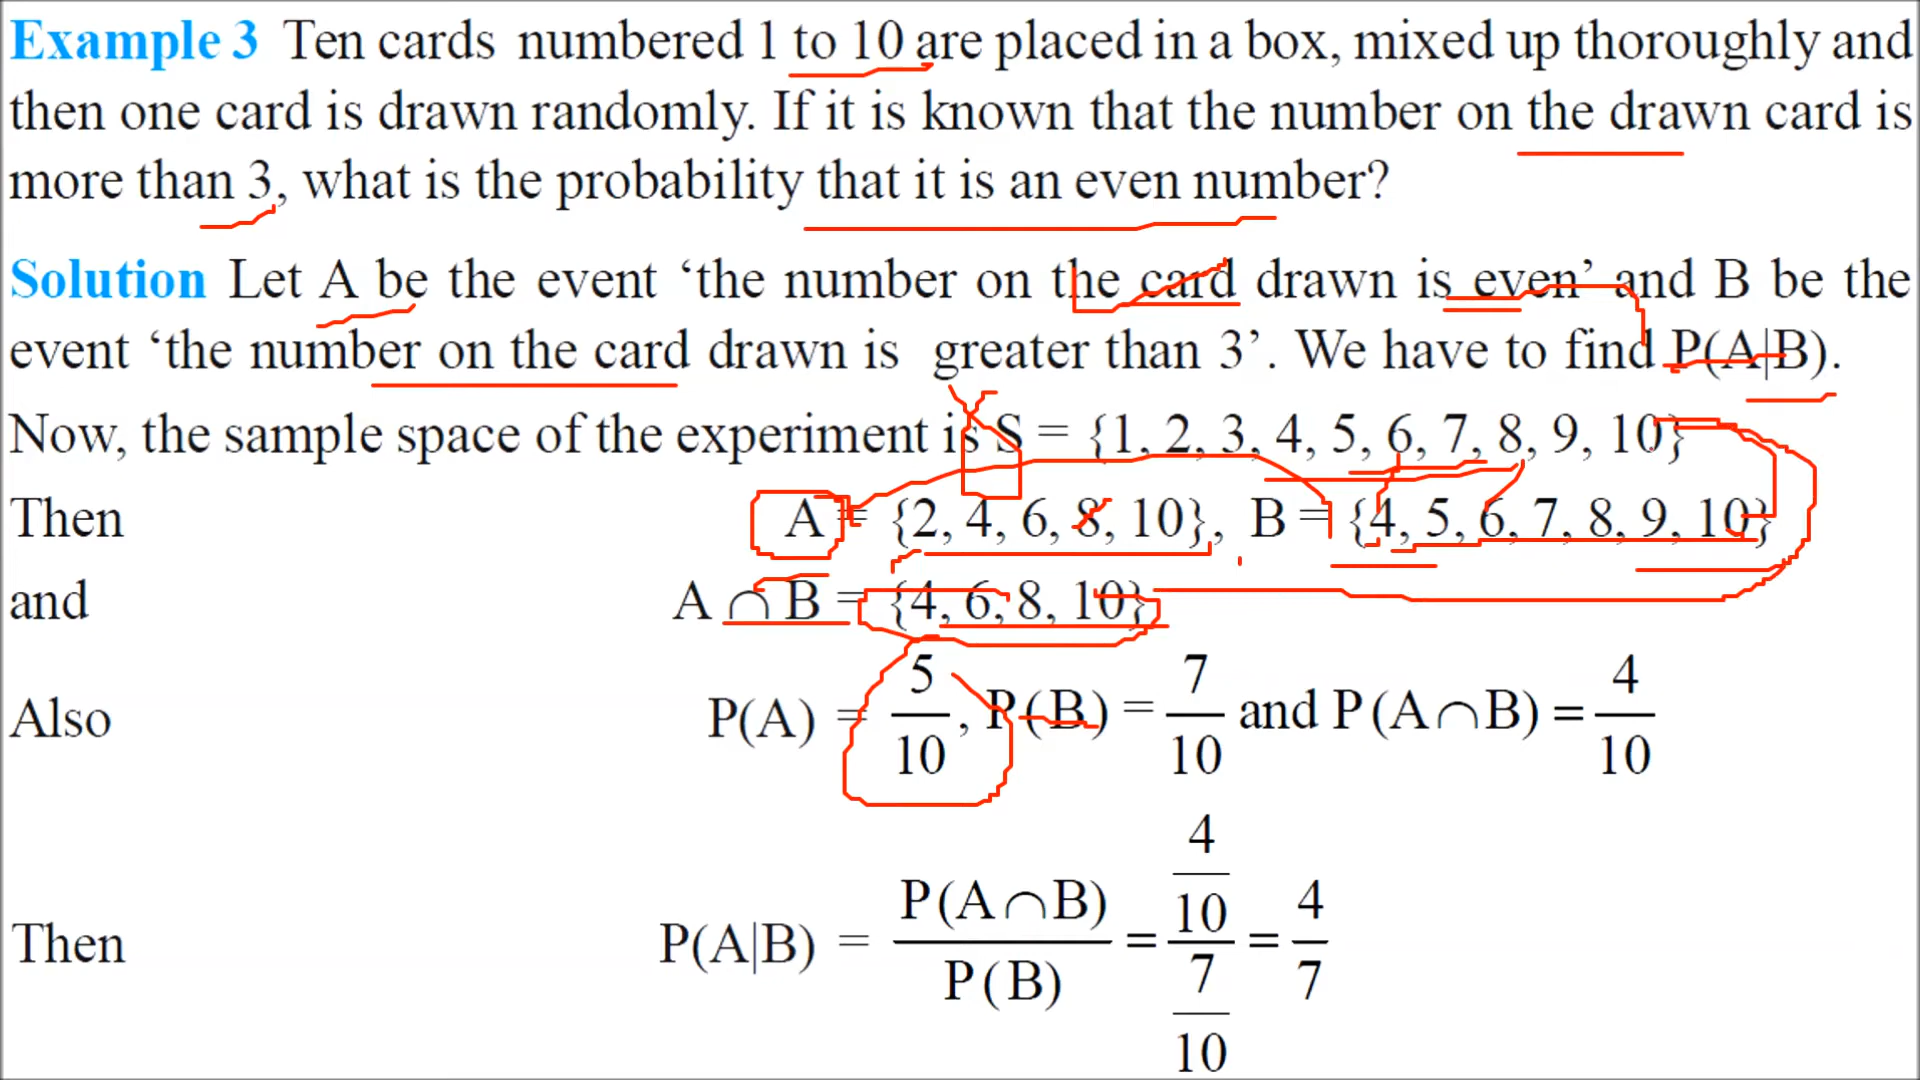 Example 3 Ten cards numbered 1 to 10 are placed in a box, mixed up thoroughly and
then one card is drawn randomly. If it is known that the number on the drawn card is
more than 3, what is the probability that it is an even number?
Solution Let A be the event ‘the number on the card drawn is even’ and B be the
event ‘the number on the card drawn is greater than 3’. We have to find P(A|B).
Now, the sample space of the experiment is S = {1, 2, 3, 4, 5, 6, 7, 8, 9, 10}
Then A = {2, 4, 6, 8, 10}, B = {4, 5, 6, 7, 8, 9, 10}
and A ∩ B = {4, 6, 8, 10}
Also P(A) = 5/10, P(B) = 7/10 and P(A∩B) = 4/10
Then P(A|B) = P(A∩B)/P(B) = (4/10)/(7/10) = 4/7